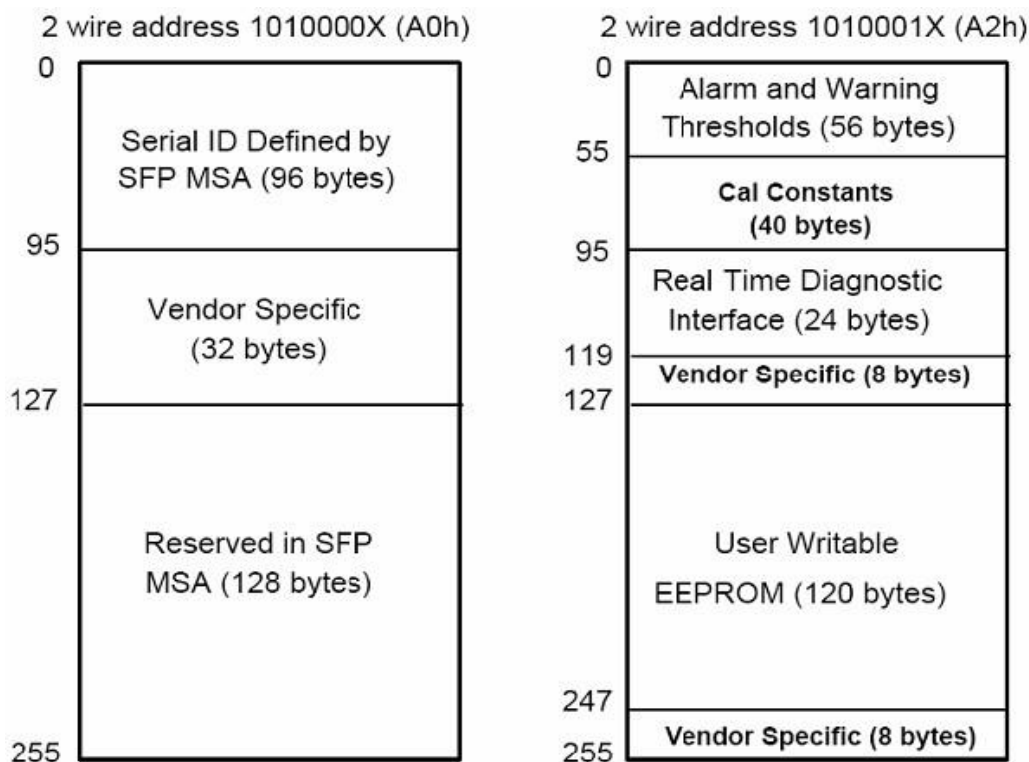 2 wire address 1010000X (A0h)
0
Serial ID Defined by
SFP MSA (96 bytes)
95
Vendor Specific
(32 bytes)
127
Reserved in SFP
MSA (128 bytes)
255
2 wire address 1010001X (A2h)
0
Alarm and Warning
Thresholds (56 bytes)
55
Cal Constants
(40 bytes)
95
Real Time Diagnostic
Interface (24 bytes)
119
Vendor Specific (8 bytes)
127
User Writable
EEPROM (120 bytes)
247
Vendor Specific (8 bytes)
255